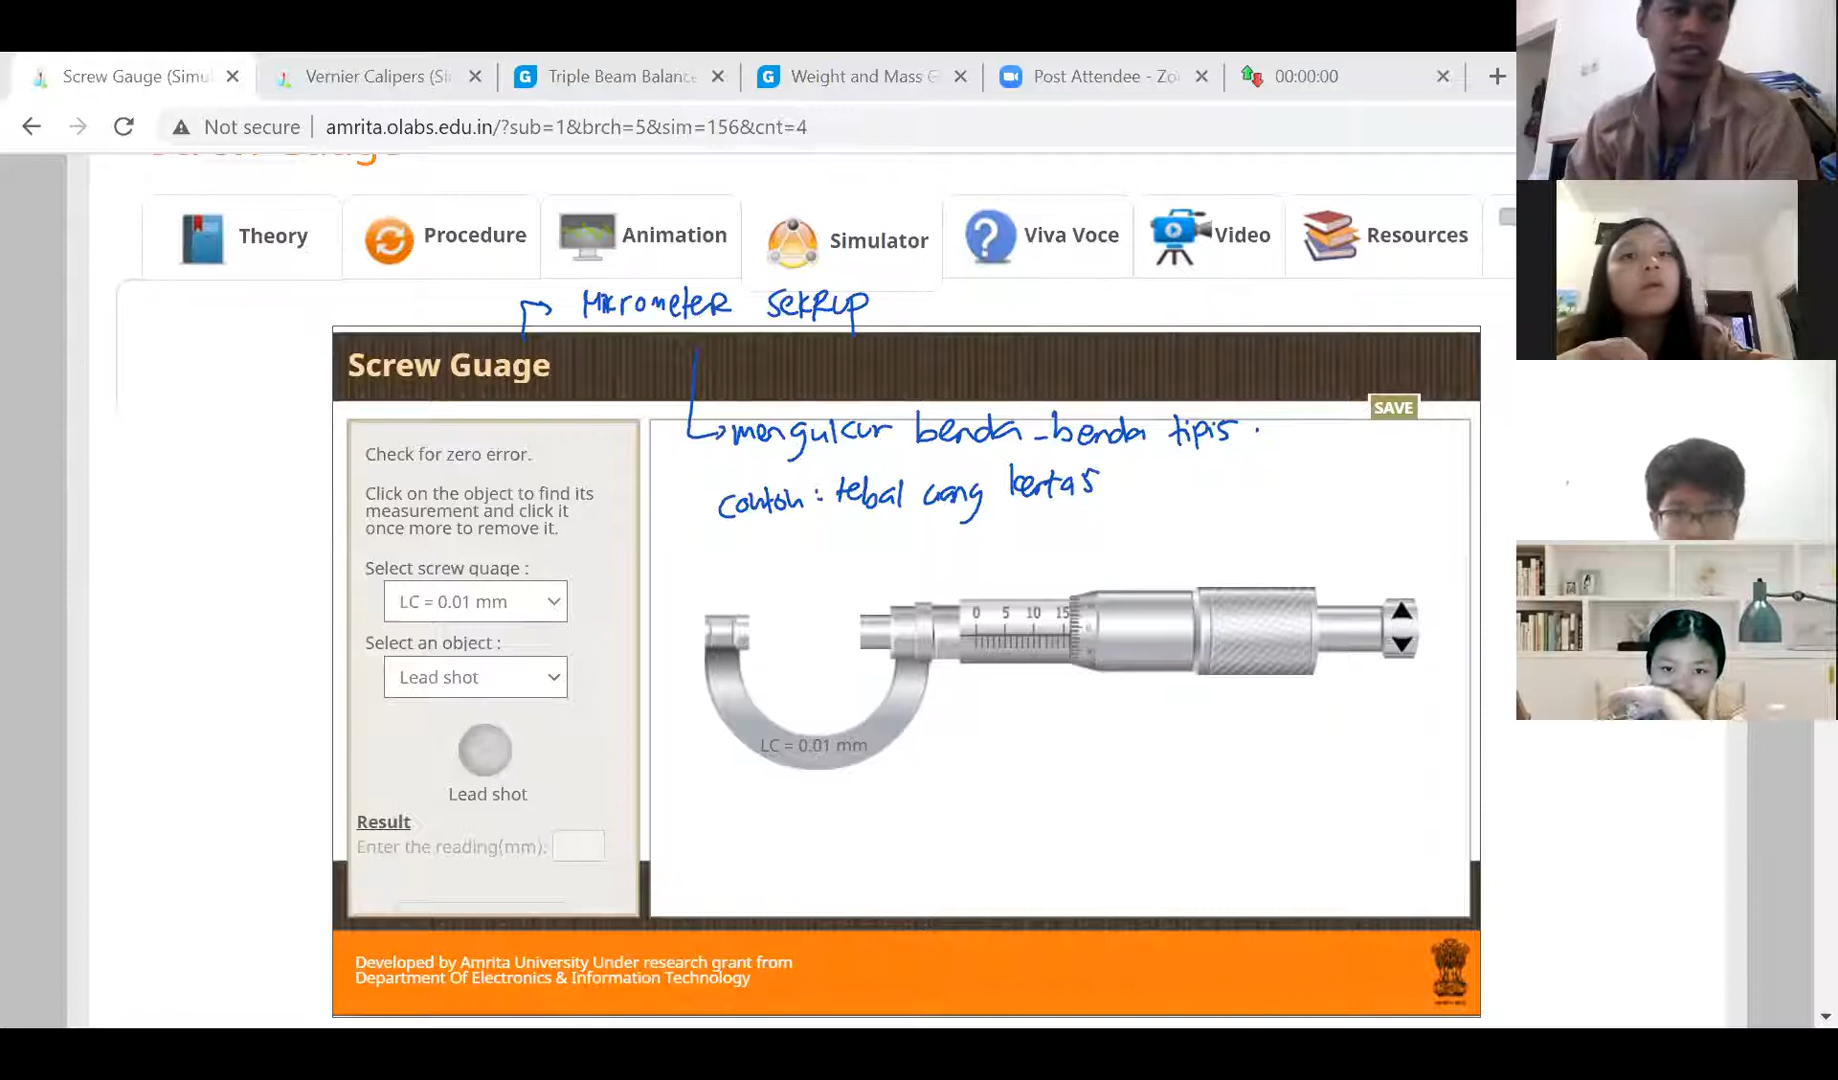 Screw Gauge (Simul
Vernier Calipers (Si
Triple Beam Balanc
Weight and Mass G
Post Attendee - Zo
00:00:00
Not secure
amrita.olabs.edu.in/?sub=1&brch=5&sim=156&cnt=4
Theory
Procedure
Animation
Simulator
Viva Voce
Video
Resources
MIKrometeR SekRUP
Screw Guage
SAVE
mengukur benda-benda tipis.
contoh : tebal uang kertas
Check for zero error.
Click on the object to find its
measurement and click it
once more to remove it.
Select screw guage :
LC = 0.01 mm
Select an object :
Lead shot
Lead shot
Result
Enter the reading(mm):
0 5 10 15
LC = 0.01 mm
Developed by Amrita University Under research grant from
Department Of Electronics & Information Technology